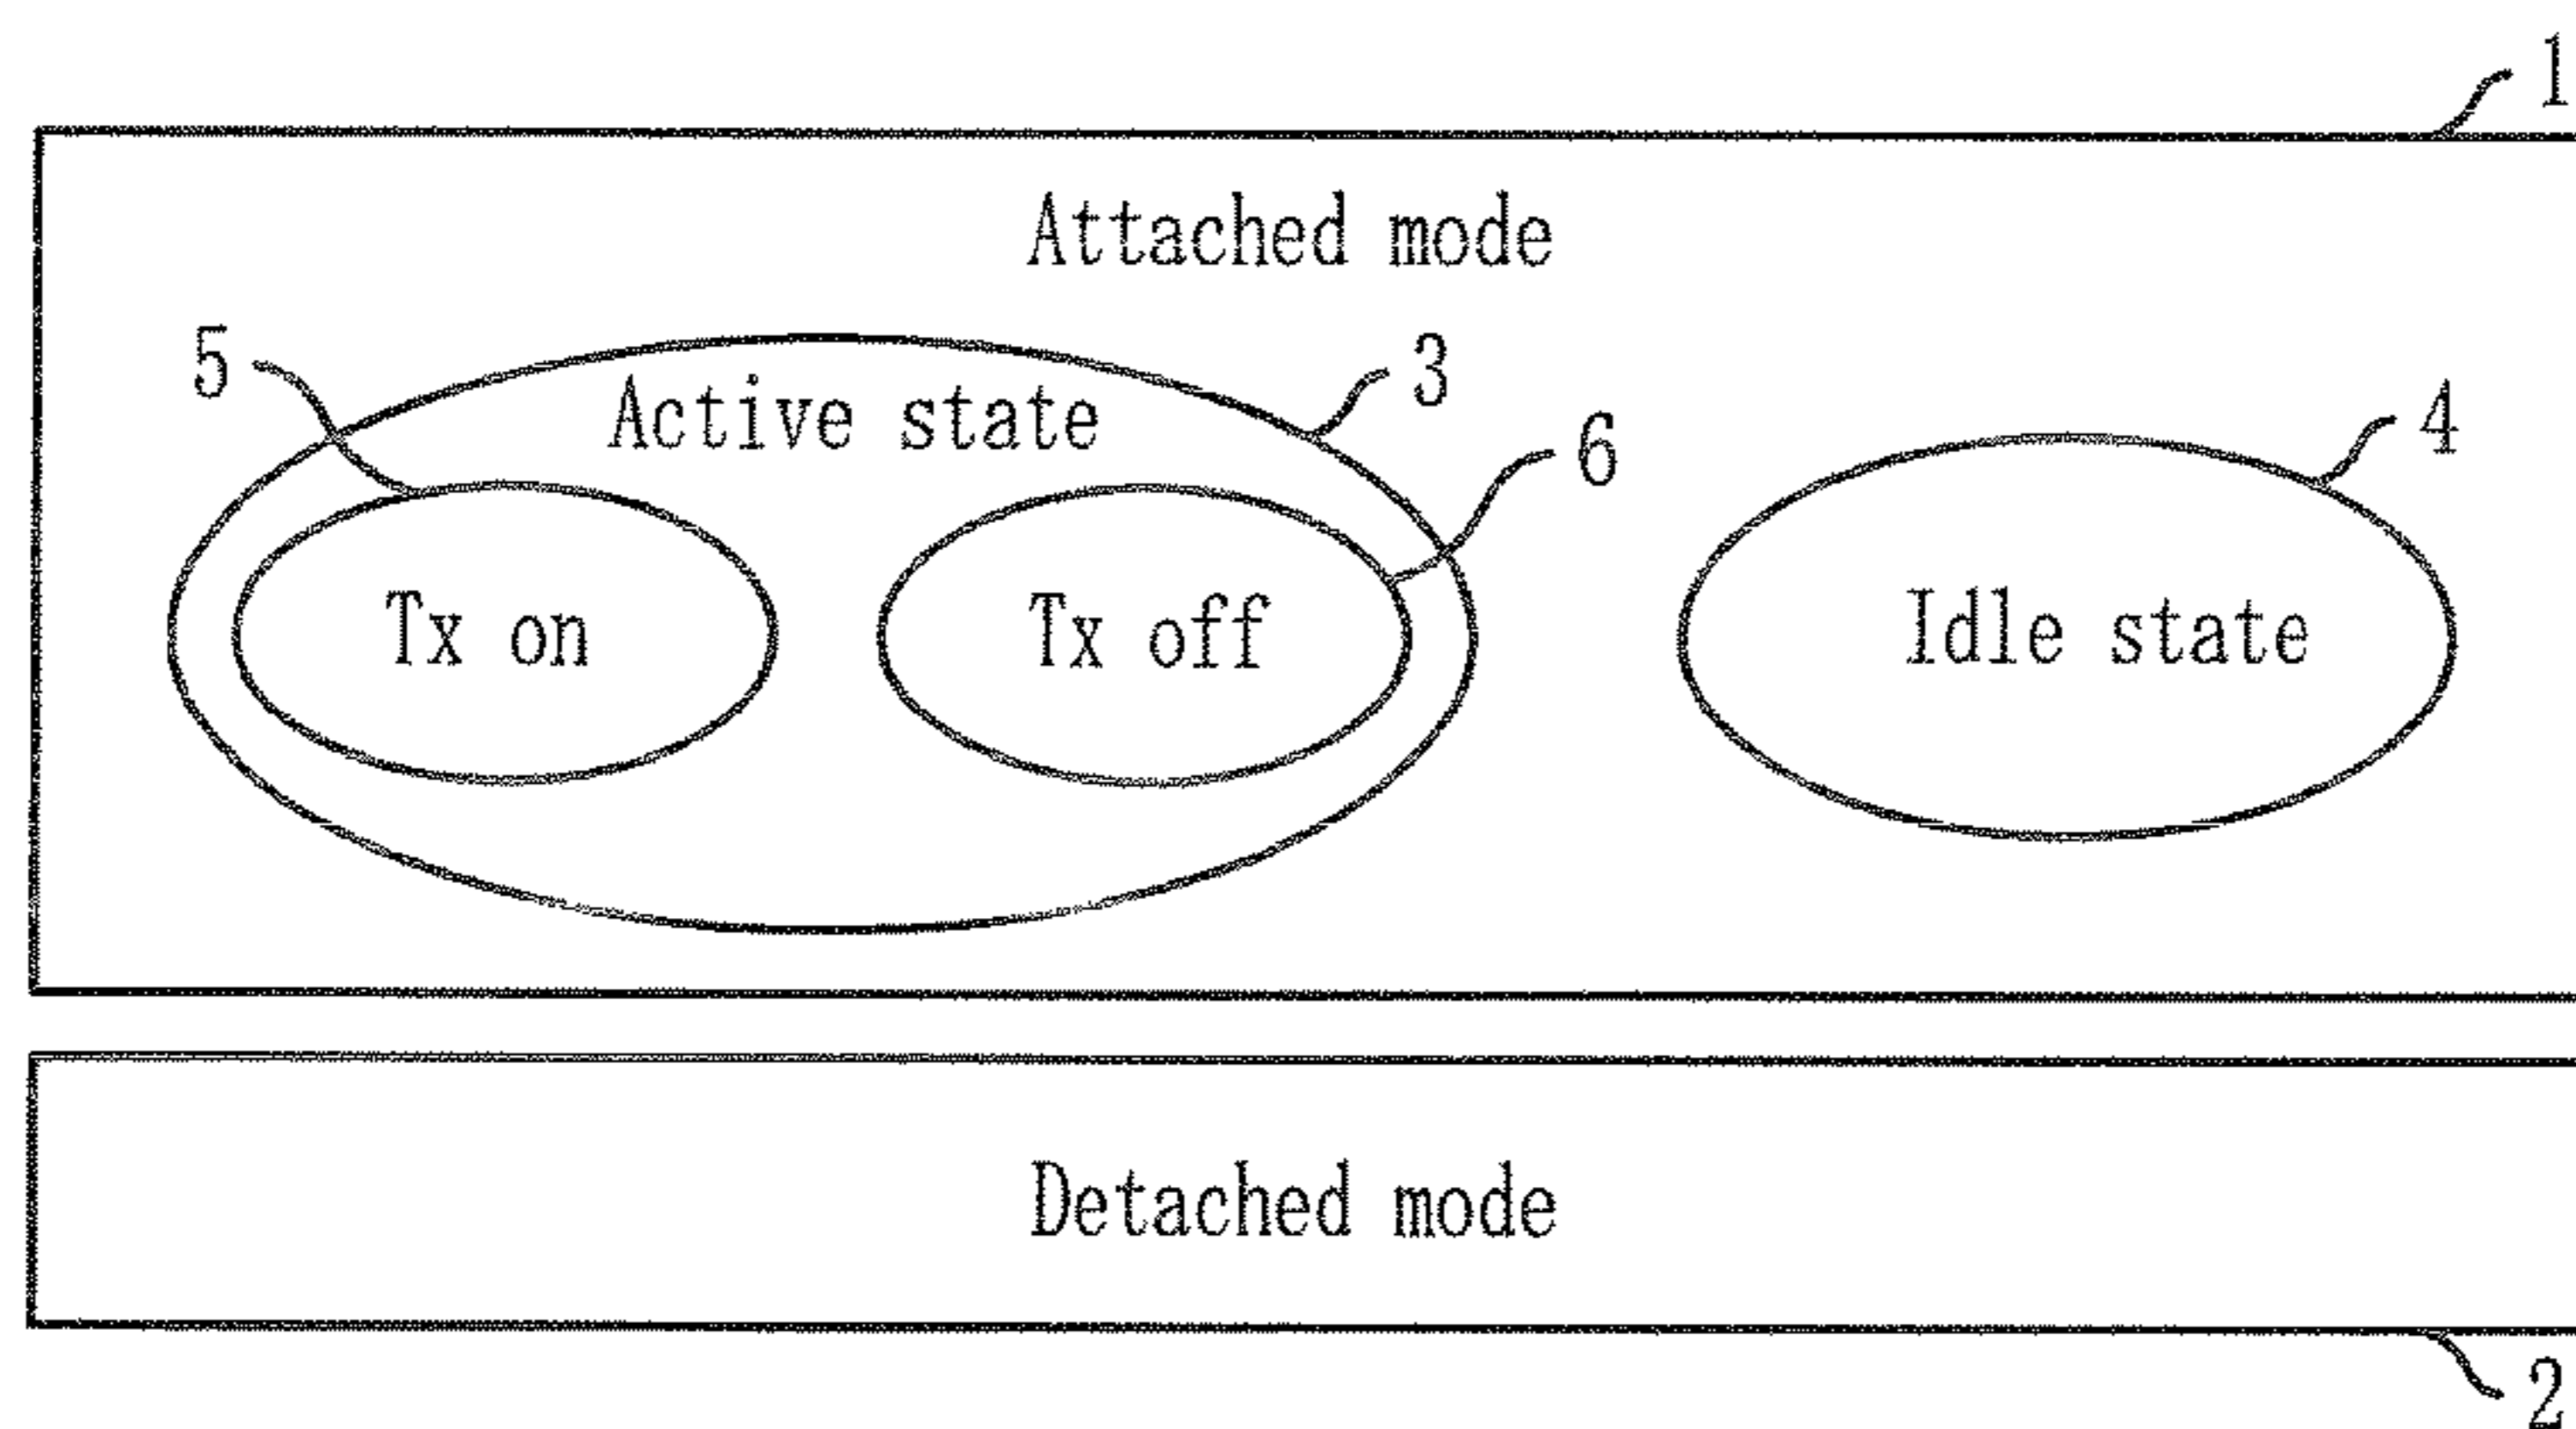 1
Attached mode
5
Active state
3
6
4
Tx on
Tx off
Idle state
Detached mode
2